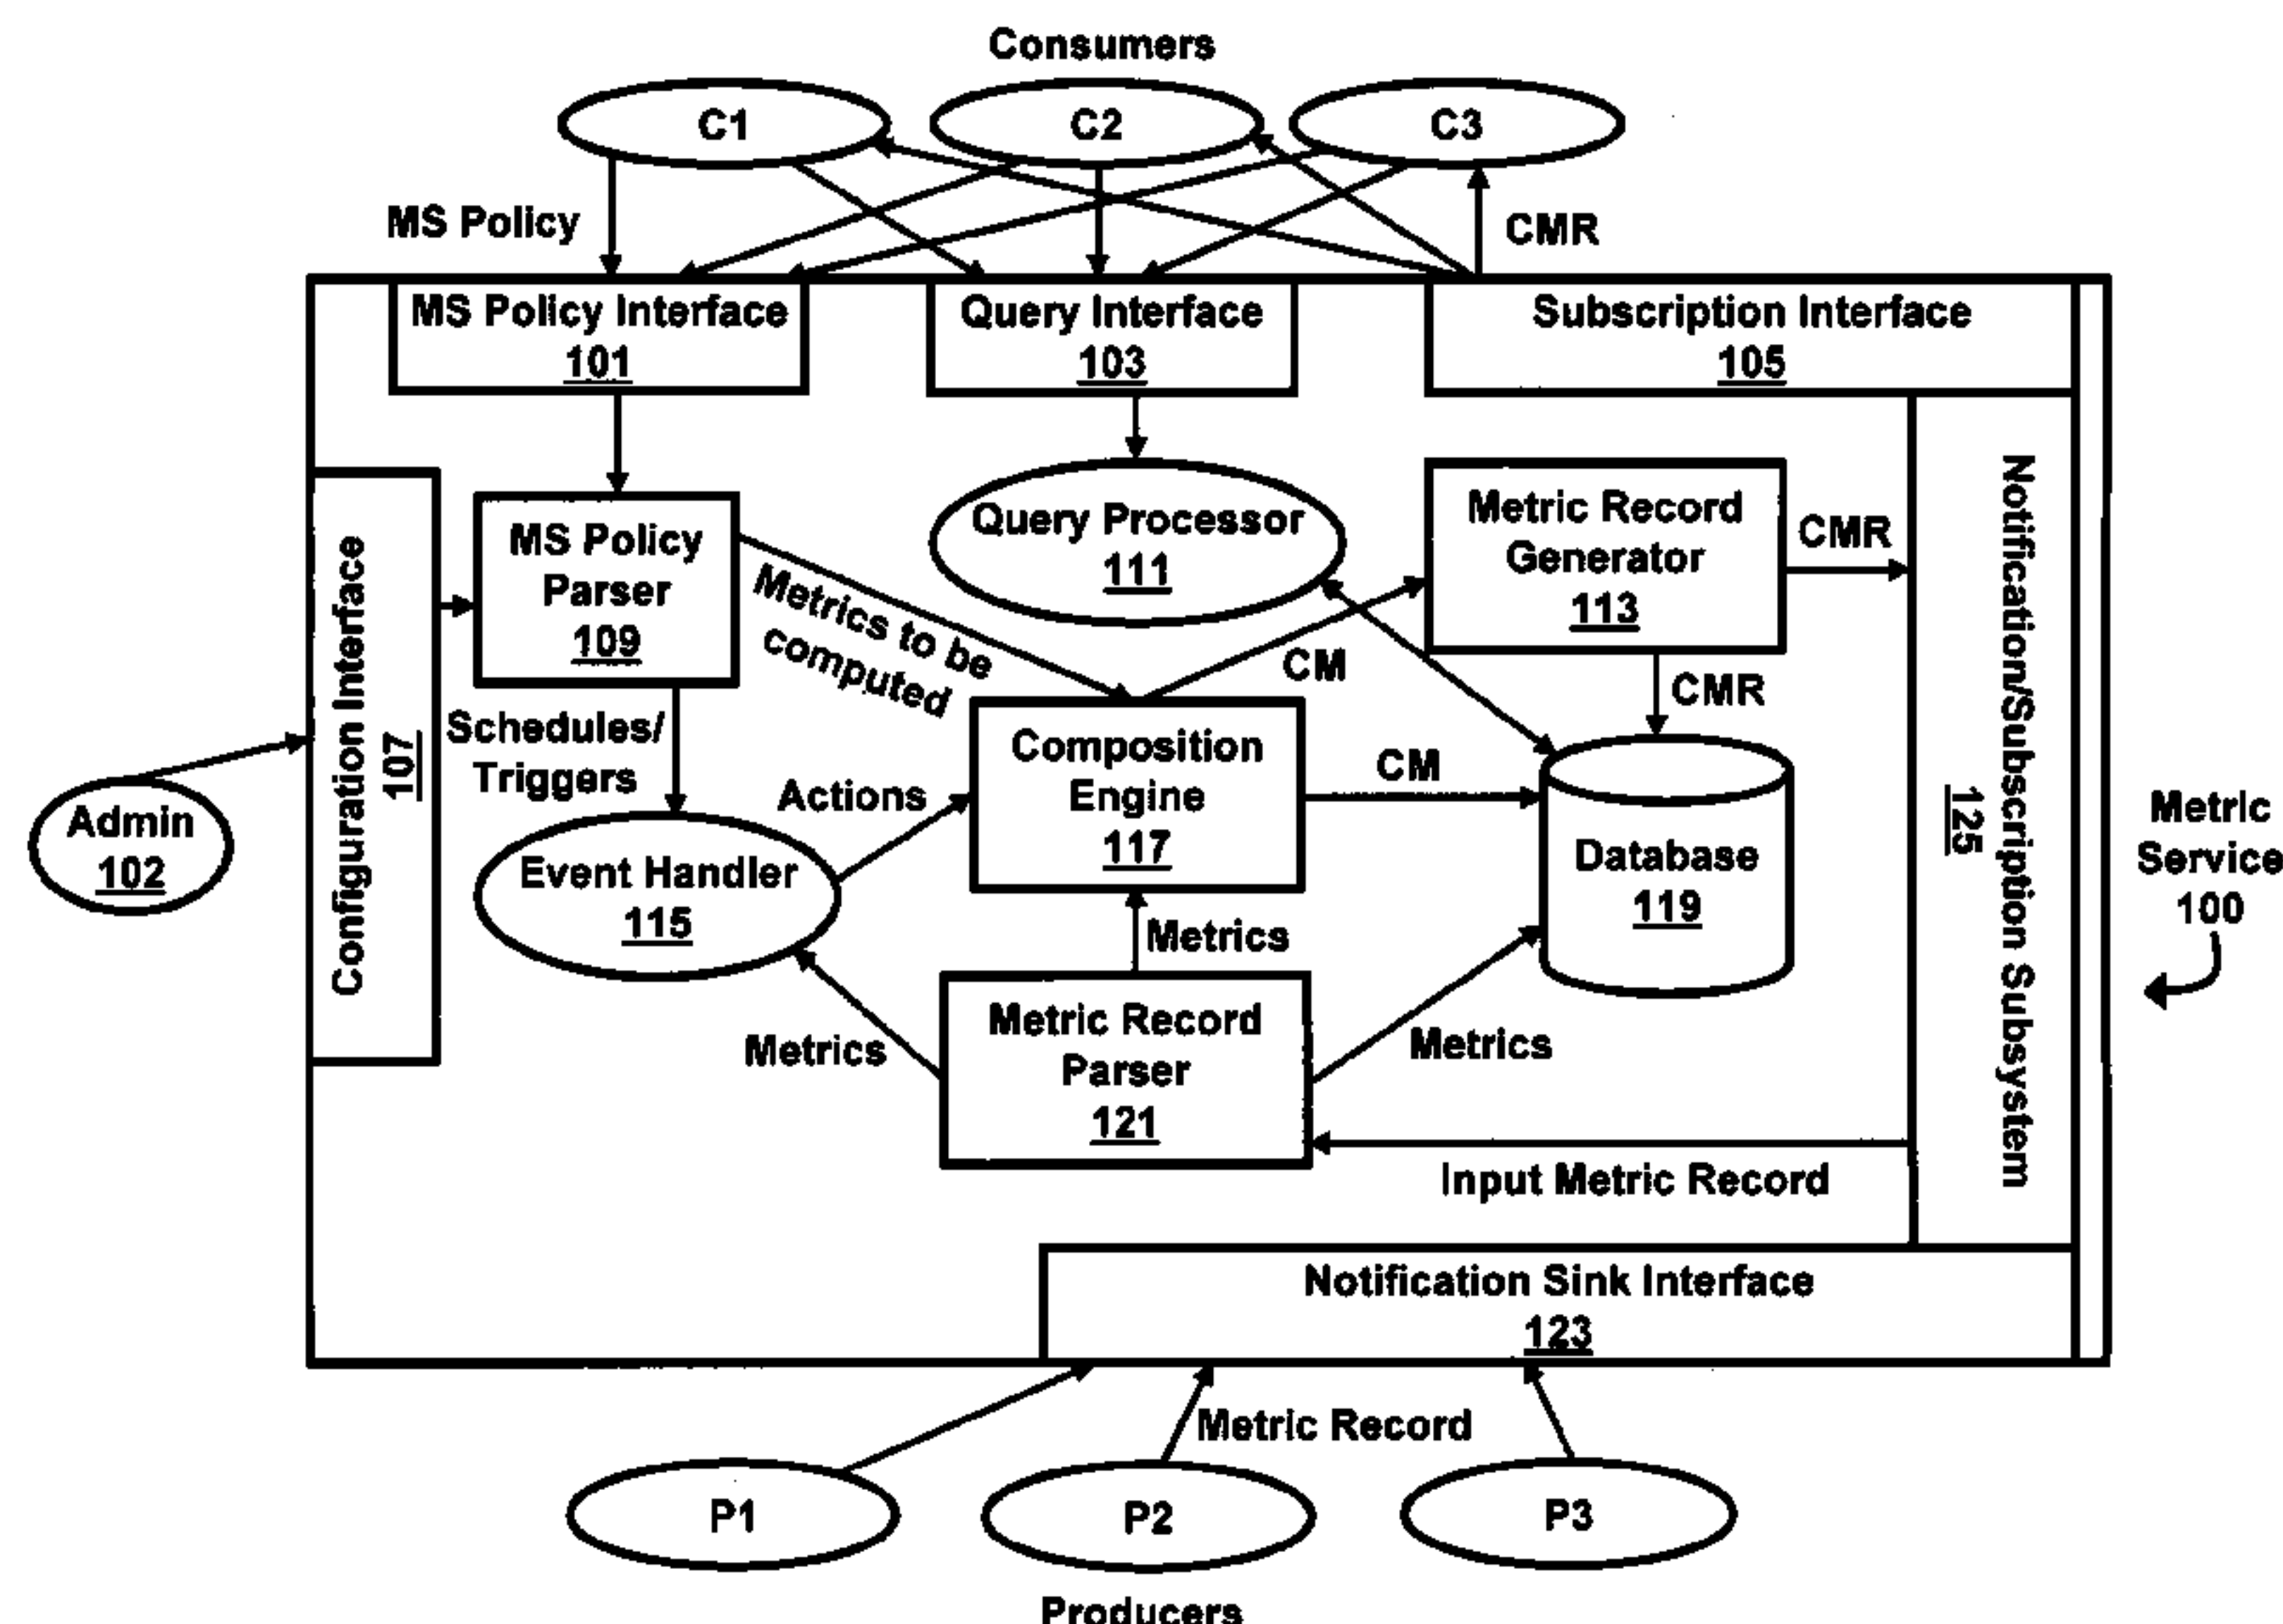 Consumers
C1
C2
C3
MS Policy
CMR
MS Policy Interface
101
Query Interface
103
Subscription Interface
105
Configuration Interface
107
MS Policy
Parser
109
Metrics to be
computed
Query Processor
111
Metric Record
Generator
113
CMR
CM
CMR
Schedules/
Triggers
Actions
Composition
Engine
117
CM
Database
119
Notification/Subscription Subsystem
125
Metric
Service
100
Admin
102
Event Handler
115
Metrics
Metrics
Metric Record
Parser
121
Metrics
Input Metric Record
Notification Sink Interface
123
Metric Record
P1
P2
P3
Producers